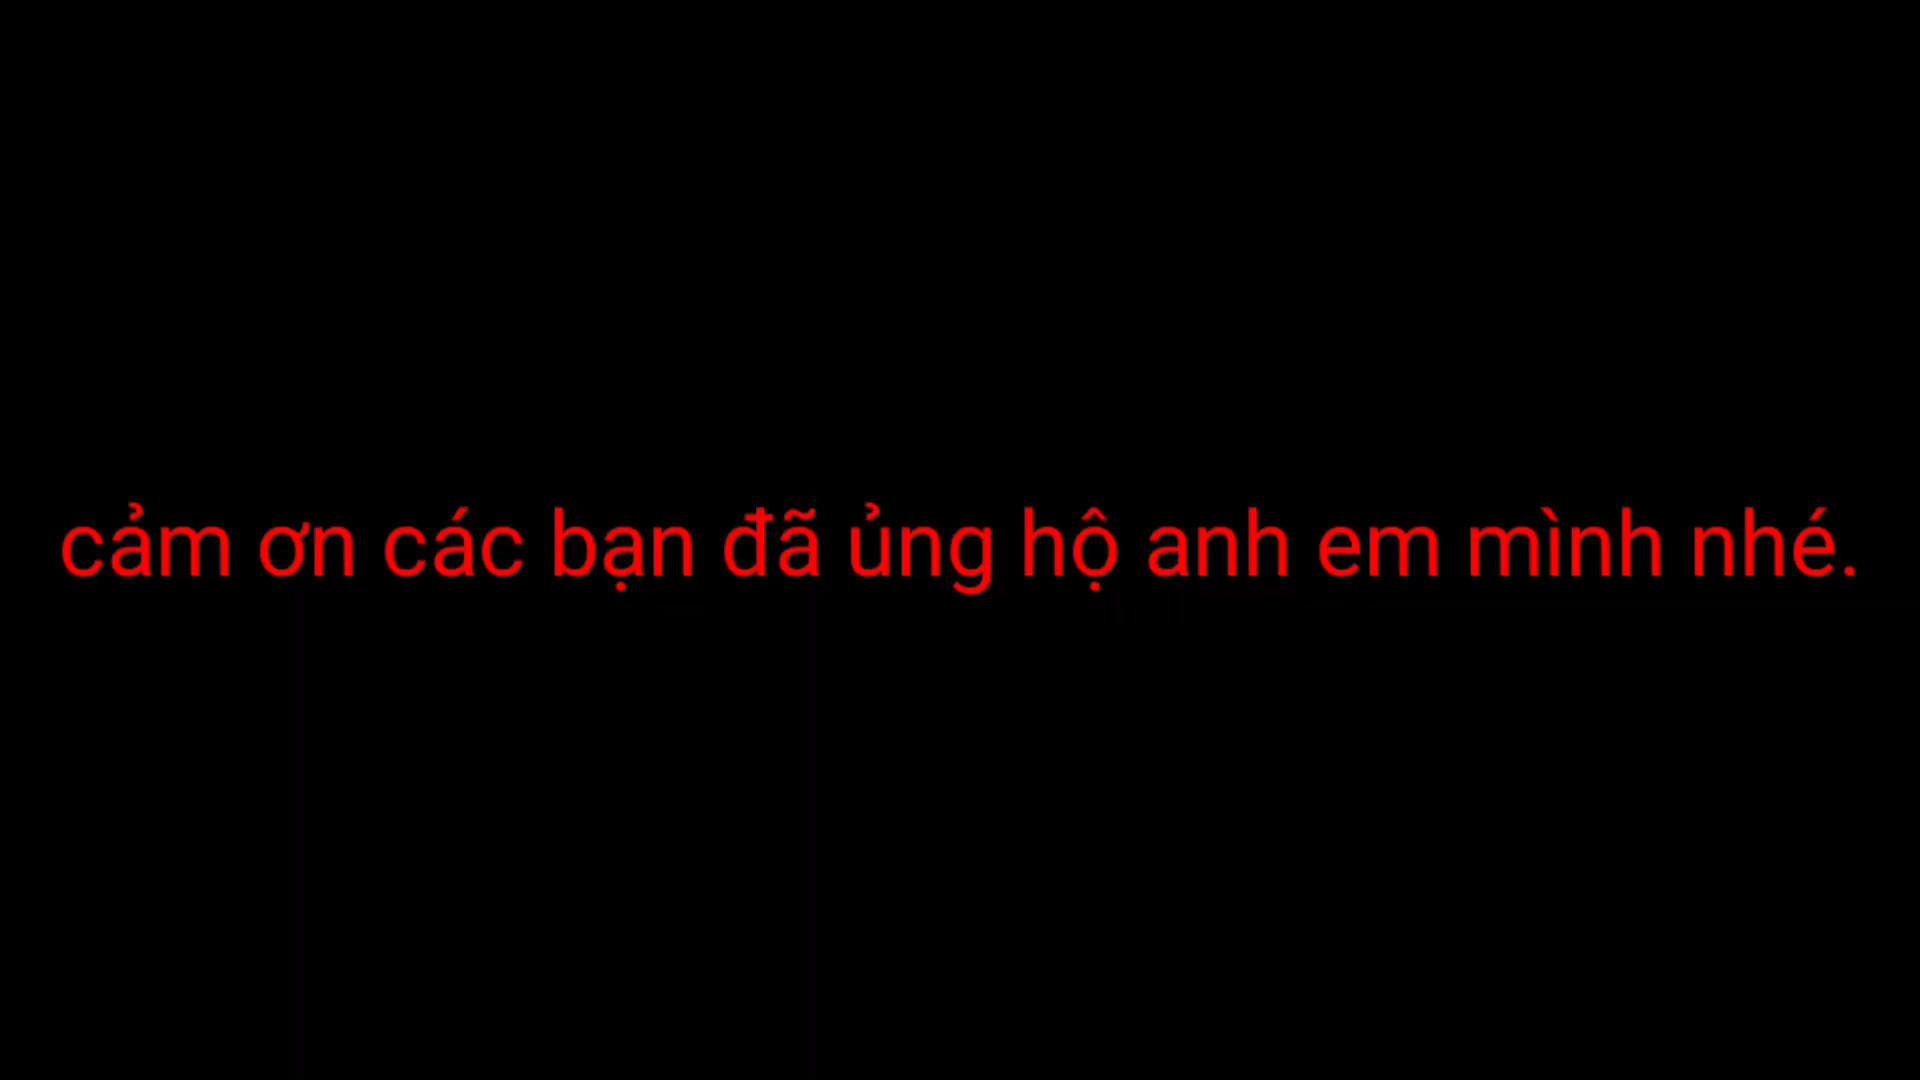 cảm ơn các bạn đã ủng hộ anh em mình nhé.